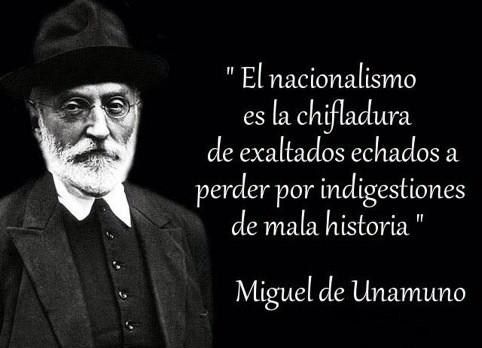 " El nacionalismo
es la chifladura
de exaltados echados a
perder por indigestiones
de mala historia "
Miguel de Unamuno